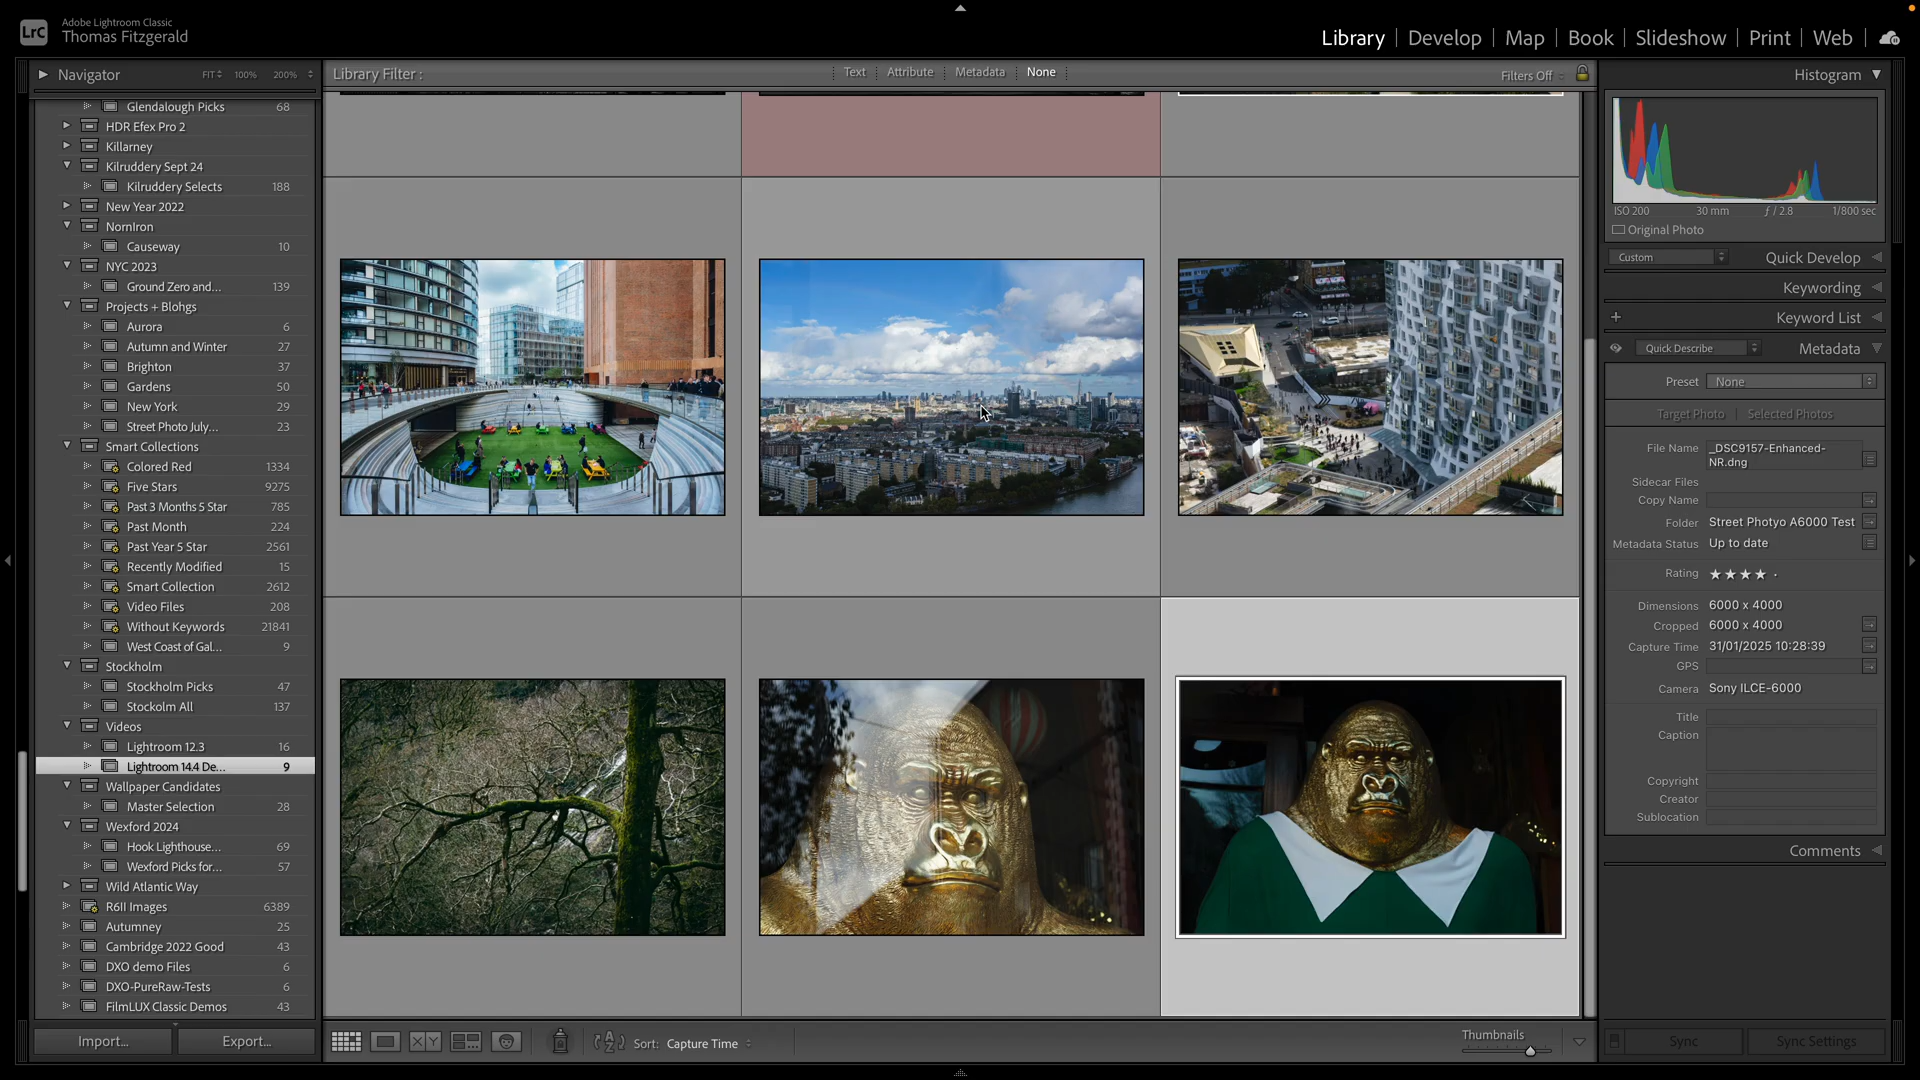 LrC
Adobe Lightroom Classic
Thomas Fitzgerald
Library | Develop | Map | Book | Slideshow | Print | Web
Navigator FIT 100% 200%
Glendalough Picks 68
HDR Efex Pro 2
Killarney
Kilruddery Sept 24
Kilruddery Selects 188
New Year 2022
NornIron
Causeway 10
NYC 2023
Ground Zero and... 139
Projects + Blohgs
Aurora 6
Autumn and Winter 27
Brighton 37
Gardens 50
New York 29
Street Photo July... 23
Smart Collections
Colored Red 1334
Five Stars 9275
Past 3 Months 5 Star 785
Past Month 224
Past Year 5 Star 2561
Recently Modified 15
Smart Collection 2612
Video Files 208
Without Keywords 21841
West Coast of Gal... 9
Stockholm
Stockholm Picks 47
Stockolm All 137
Videos
Lightroom 12.3 16
Lightroom 14.4 De... 9
Wallpaper Candidates
Master Selection 28
Wexford 2024
Hook Lighthouse... 69
Wexford Picks for... 57
Wild Atlantic Way
R6II Images 6389
Autumney 25
Cambridge 2022 Good 43
DXO demo Files 6
DXO-PureRaw-Tests 6
FilmLUX Classic Demos 43
Import... Export...
Library Filter : Text Attribute Metadata None Filters Off
XY Sort: Capture Time Thumbnails
Histogram
ISO 200 30 mm ƒ / 2.8 1/800 sec
Original Photo
Custom Quick Develop
Keywording
+ Keyword List
Quick Describe Metadata
Preset None
Target Photo Selected Photos
File Name _DSC9157-Enhanced-
NR.dng
Sidecar Files
Copy Name
Folder Street Photyo A6000 Test
Metadata Status Up to date
Rating ★★★★ ·
Dimensions 6000 x 4000
Cropped 6000 x 4000
Capture Time 31/01/2025 10:28:39
GPS
Camera Sony ILCE-6000
Title
Caption
Copyright
Creator
Sublocation
Comments
Sync Sync Settings